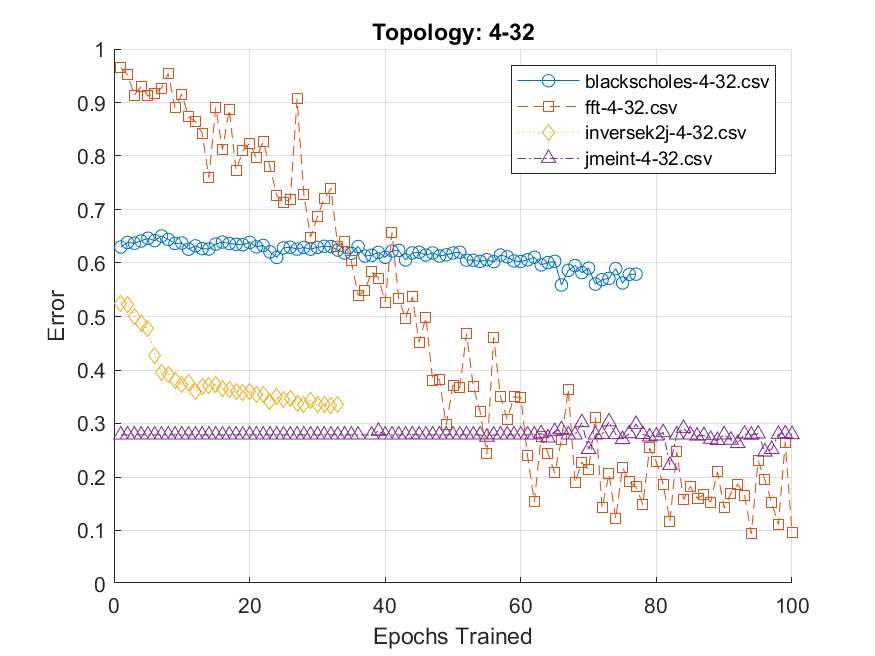 Topology: 4-32
1
0.9
0.8
0.7
0.6
0.5
0.4
0.3
0.2
0.1
0
Error
blackscholes-4-32.csv
fft-4-32.csv
inversek2j-4-32.csv
jmeint-4-32.csv
0 20 40 60 80 100
Epochs Trained